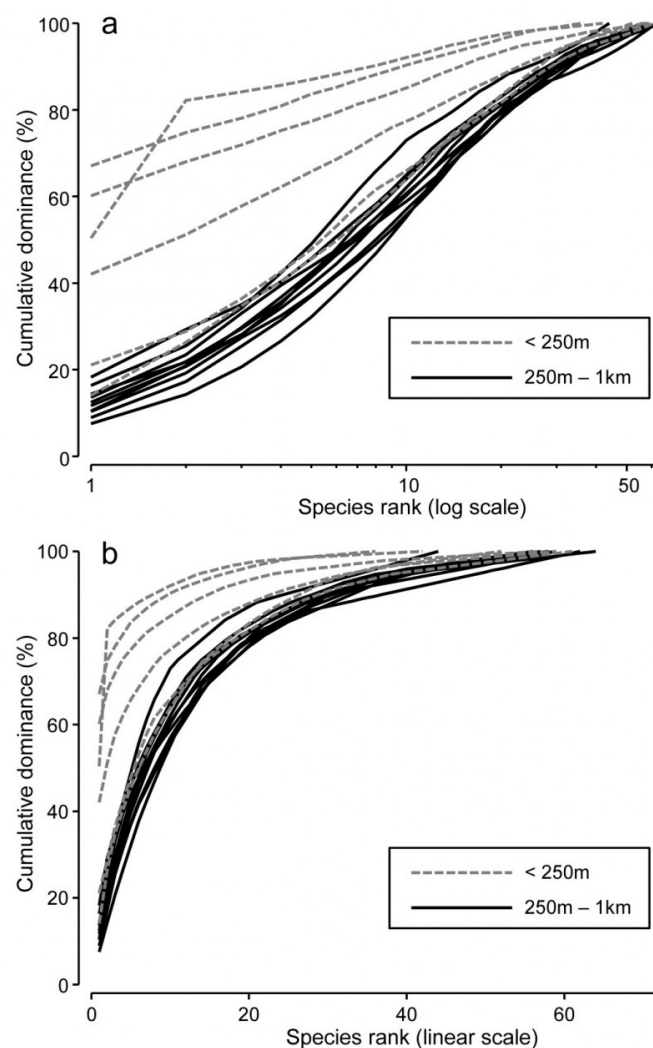 a
100
80
60
40
20
0
Cumulative dominance (%)
< 250m
250m – 1km
1
10
50
Species rank (log scale)
b
100
80
60
40
20
0
Cumulative dominance (%)
< 250m
250m – 1km
0
20
40
60
Species rank (linear scale)